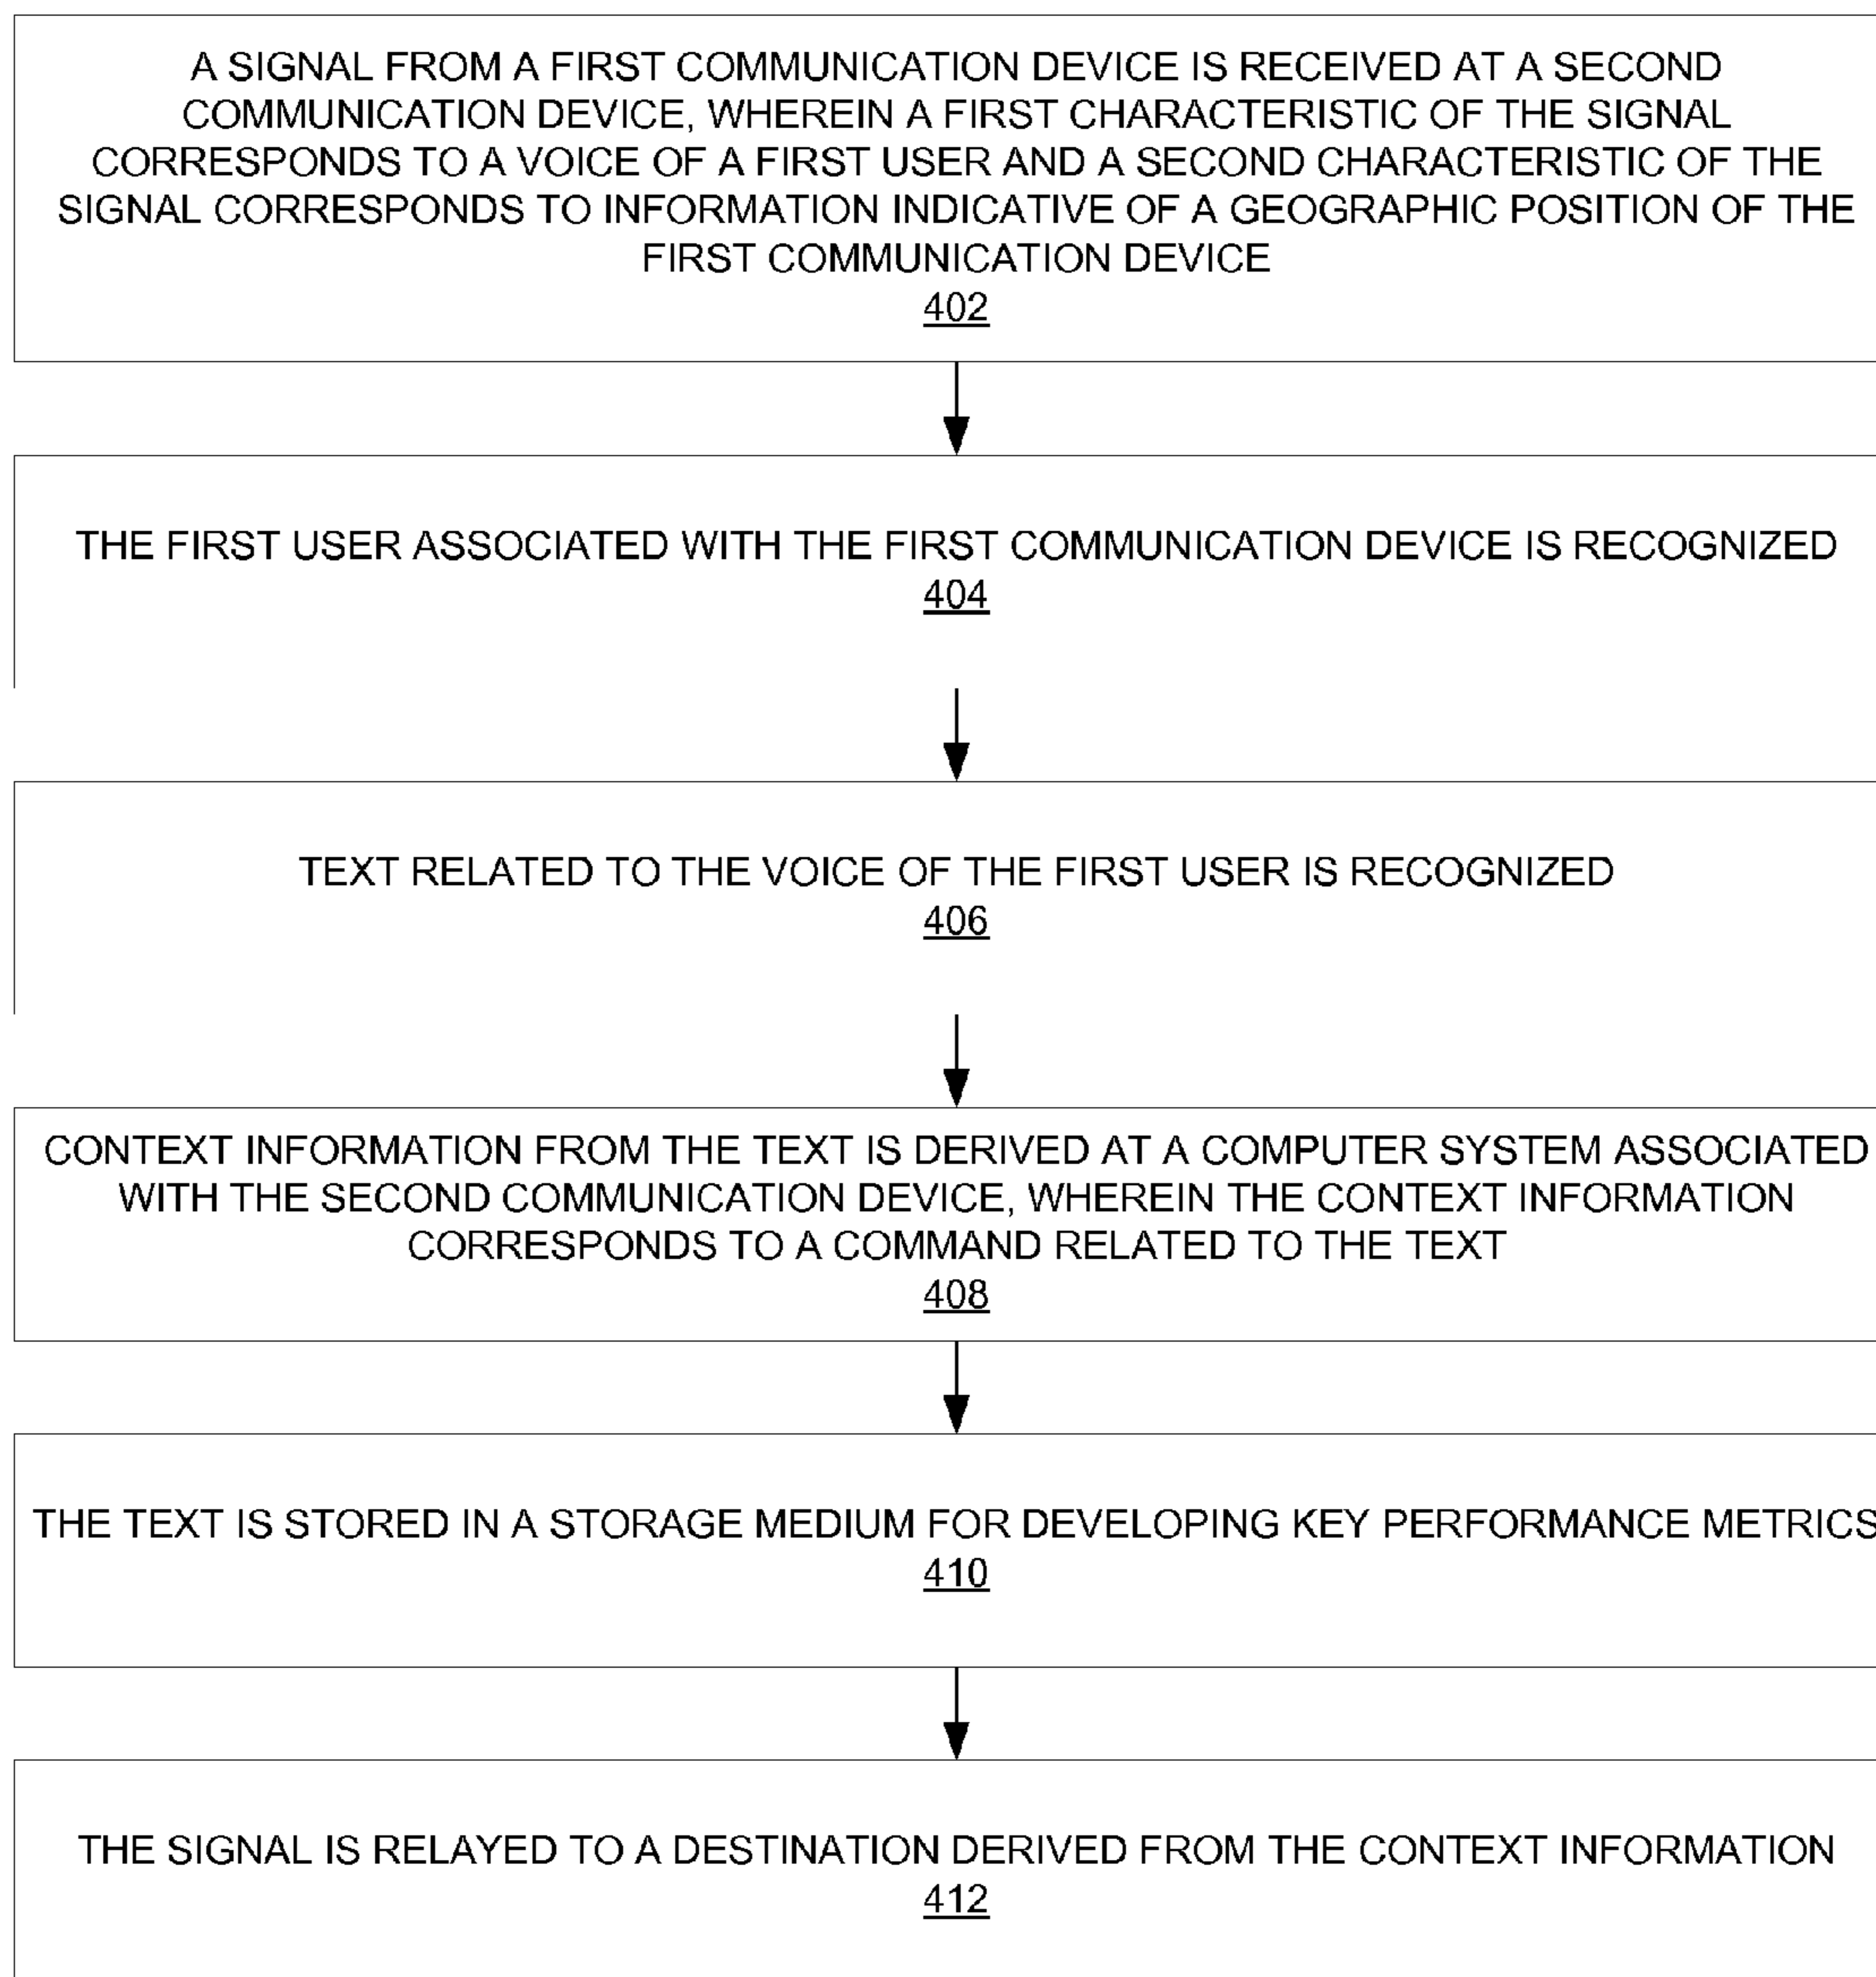 A SIGNAL FROM A FIRST COMMUNICATION DEVICE IS RECEIVED AT A SECOND
COMMUNICATION DEVICE, WHEREIN A FIRST CHARACTERISTIC OF THE SIGNAL
CORRESPONDS TO A VOICE OF A FIRST USER AND A SECOND CHARACTERISTIC OF THE
SIGNAL CORRESPONDS TO INFORMATION INDICATIVE OF A GEOGRAPHIC POSITION OF THE
FIRST COMMUNICATION DEVICE
402
THE FIRST USER ASSOCIATED WITH THE FIRST COMMUNICATION DEVICE IS RECOGNIZED
404
TEXT RELATED TO THE VOICE OF THE FIRST USER IS RECOGNIZED
406
CONTEXT INFORMATION FROM THE TEXT IS DERIVED AT A COMPUTER SYSTEM ASSOCIATED
WITH THE SECOND COMMUNICATION DEVICE, WHEREIN THE CONTEXT INFORMATION
CORRESPONDS TO A COMMAND RELATED TO THE TEXT
408
THE TEXT IS STORED IN A STORAGE MEDIUM FOR DEVELOPING KEY PERFORMANCE METRICS
410
THE SIGNAL IS RELAYED TO A DESTINATION DERIVED FROM THE CONTEXT INFORMATION
412